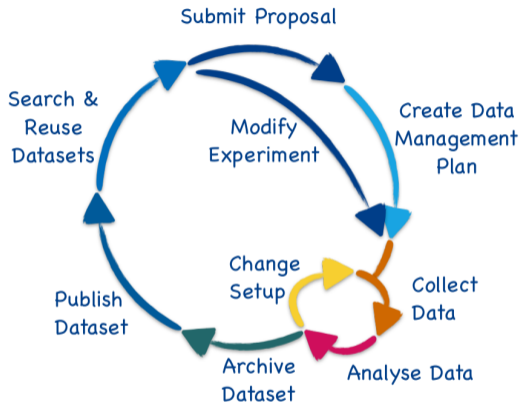 Submit Proposal
Search &
Reuse
Datasets
Modify
Experiment
Create Data
Management
Plan
Change
Setup
Collect
Data
Publish
Dataset
Archive
Dataset
Analyse Data